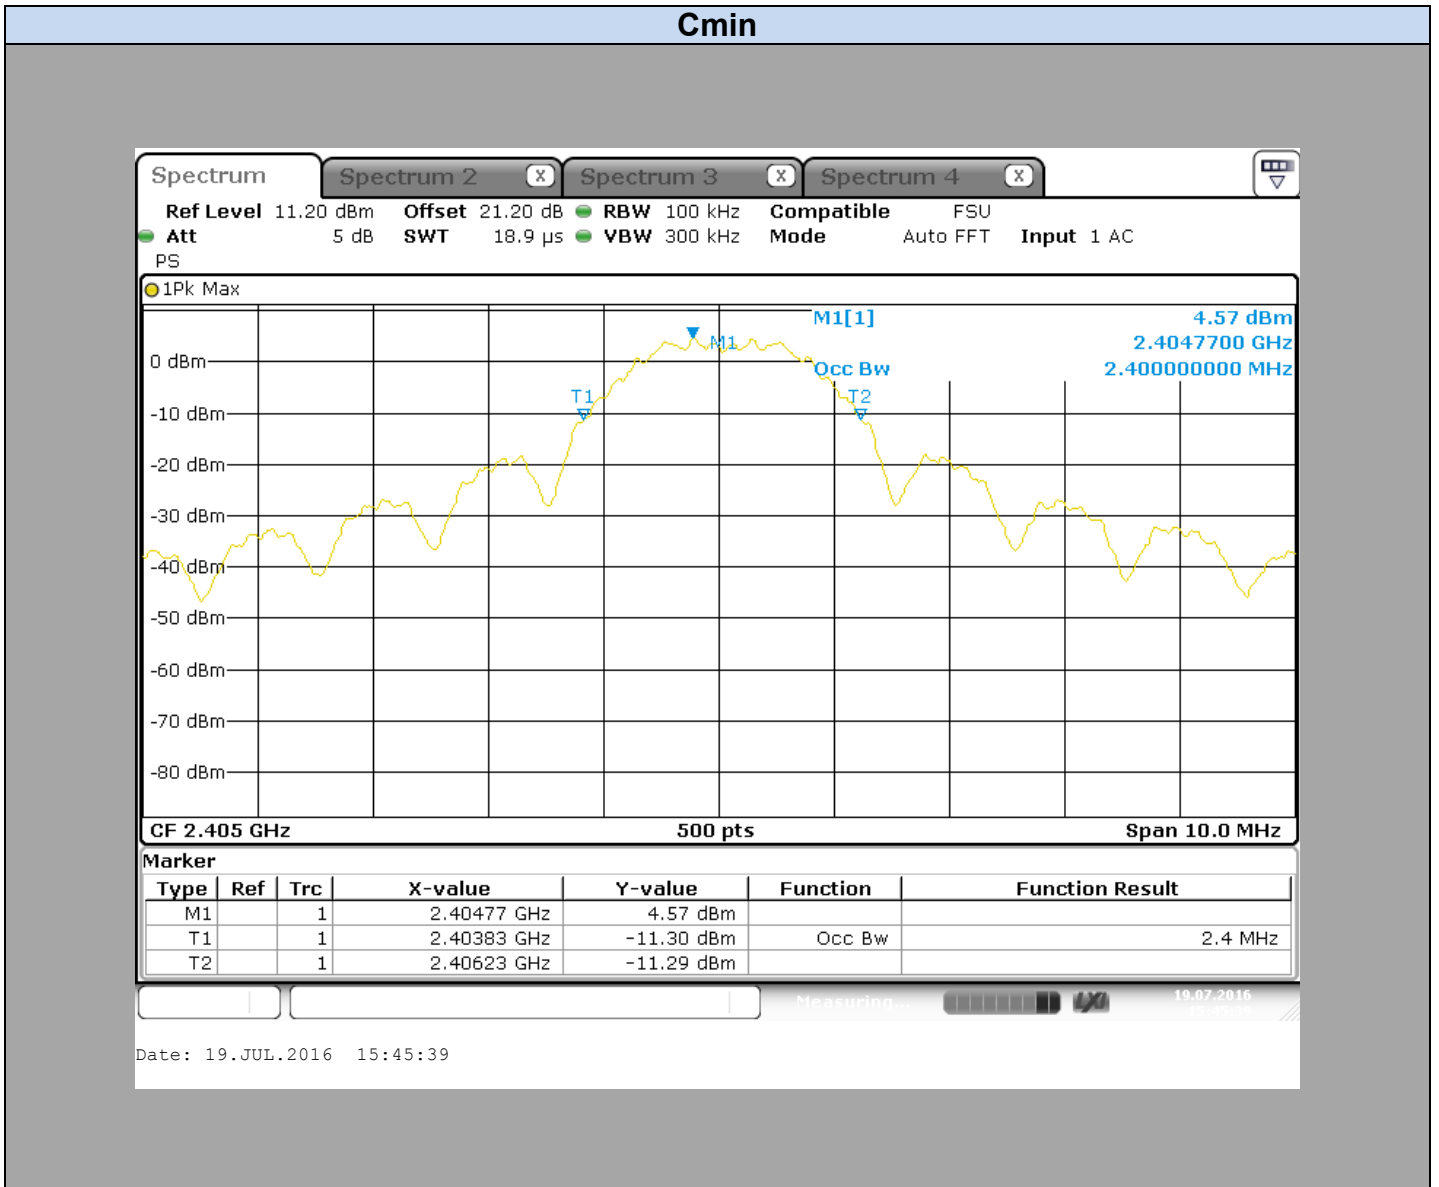 Cmin
Spectrum Spectrum 2 X Spectrum 3 X Spectrum 4 X
Ref Level 11.20 dBm Offset 21.20 dB RBW 100 kHz Compatible FSU
Att 5 dB SWT 18.9 µs VBW 300 kHz Mode Auto FFT Input 1 AC
PS
1Pk Max
M1[1] 4.57 dBm
2.4047700 GHz
Occ Bw 2.400000000 MHz
M1
T1
T2
0 dBm
-10 dBm
-20 dBm
-30 dBm
-40 dBm
-50 dBm
-60 dBm
-70 dBm
-80 dBm
CF 2.405 GHz 500 pts Span 10.0 MHz
Marker
Type Ref Trc X-value Y-value Function Function Result
M1 1 2.40477 GHz 4.57 dBm
T1 1 2.40383 GHz -11.30 dBm Occ Bw 2.4 MHz
T2 1 2.40623 GHz -11.29 dBm
Measuring... LXI 19.07.2016
15:45:39
Date: 19.JUL.2016 15:45:39